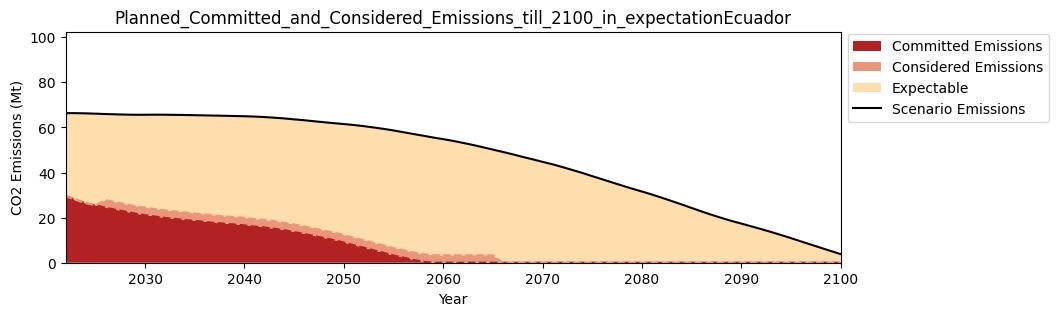 Planned_Committed_and_Considered_Emissions_till_2100_in_expectationEcuador
100
80
60
40
20
0
CO2 Emissions (Mt)
2030
2040
2050
2060
2070
2080
2090
2100
Year
Committed Emissions
Considered Emissions
Expectable
Scenario Emissions